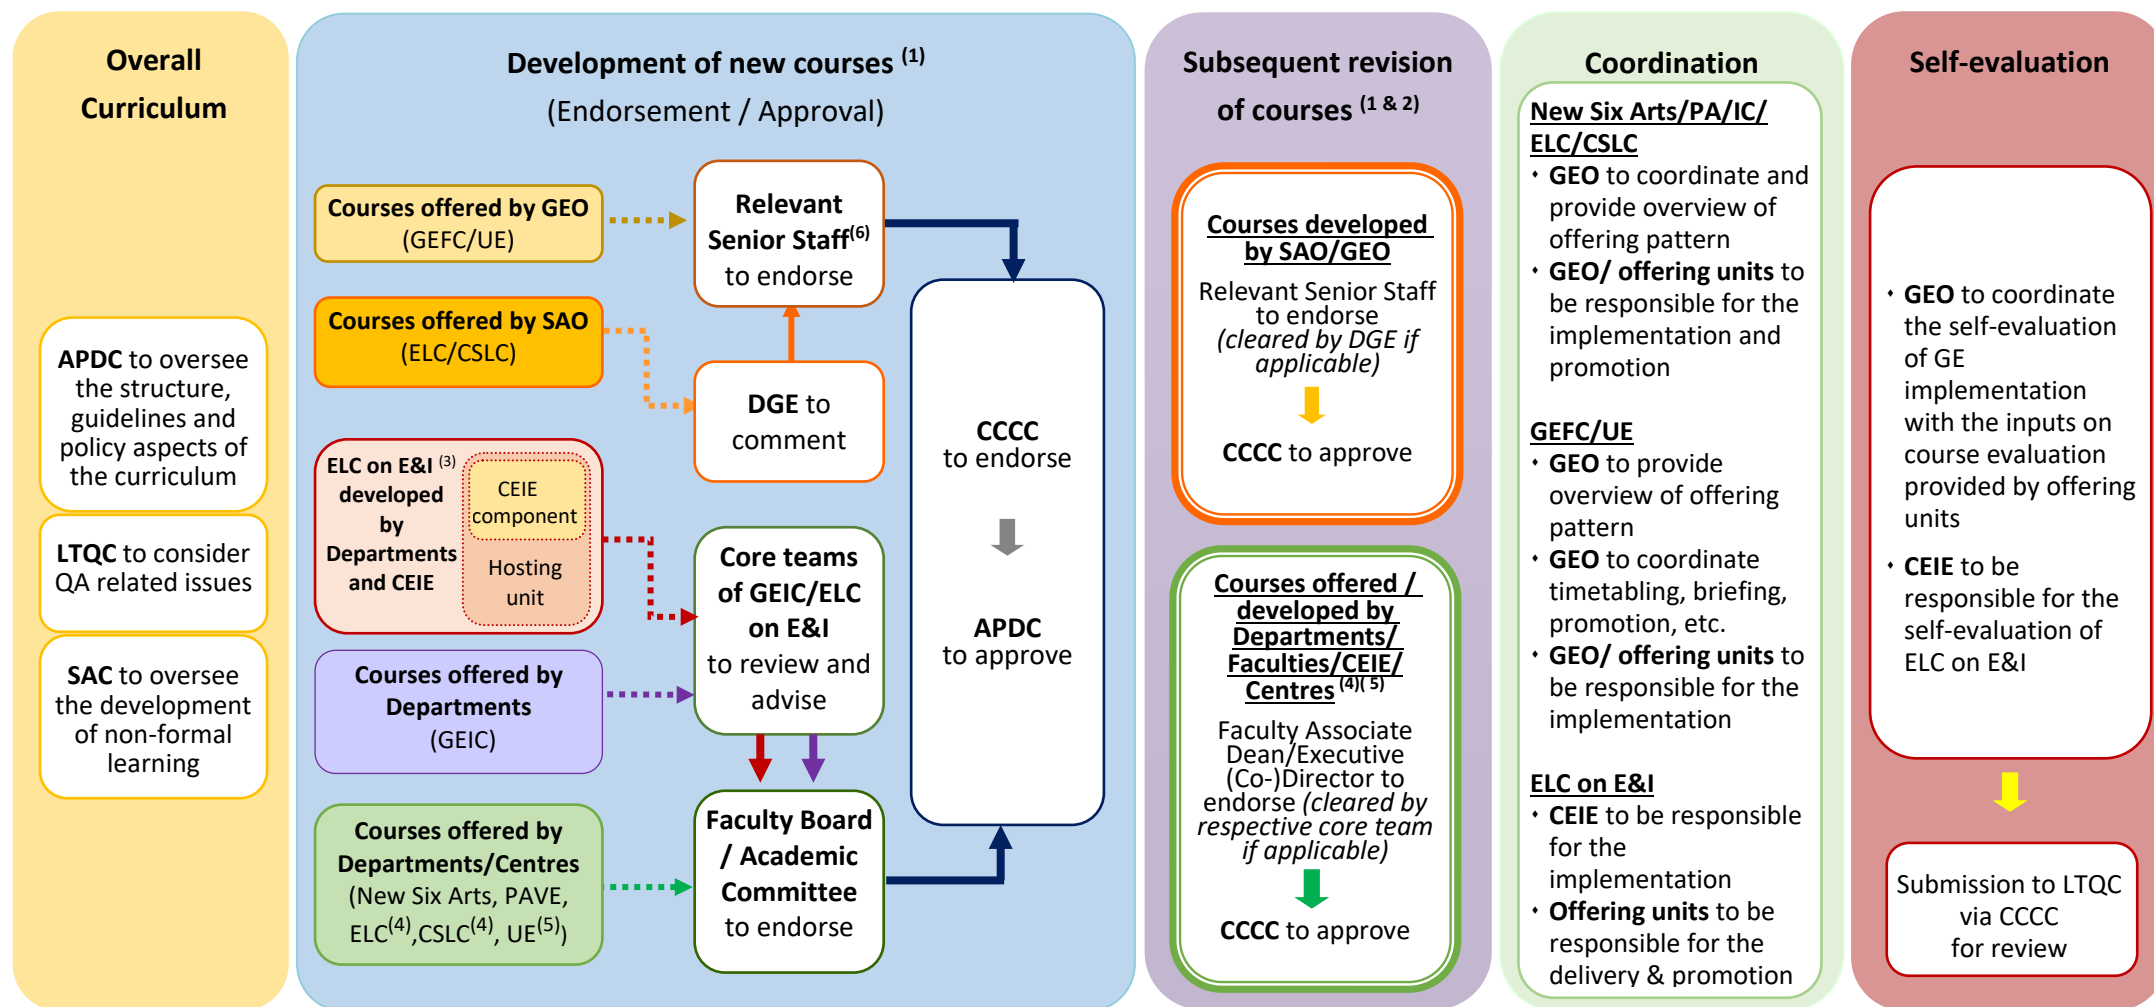 Overall
Curriculum
APDC to oversee
the structure,
guidelines and
policy aspects of
the curriculum
LTQC to consider
QA related issues
SAC to oversee
the development
of non-formal
learning
Development of new courses (1)
(Endorsement / Approval)
Courses offered by GEO
(GEFC/UE)
Courses offered by SAO
(ELC/CSLC)
ELC on E&I (3)
developed
by
Departments
and CEIE
CEIE
component
Hosting
unit
Courses offered by
Departments
(GEIC)
Courses offered by
Departments/Centres
(New Six Arts, PAVE,
ELC(4),CSLC(4), UE(5))
Relevant
Senior Staff(6)
to endorse
DGE to
comment
Core teams
of GEIC/ELC
on E&I
to review and
advise
Faculty Board
/ Academic
Committee
to endorse
CCCC
to endorse
APDC
to approve
Subsequent revision
of courses (1 & 2)
Courses developed
by SAO/GEO
Relevant Senior Staff
to endorse
(cleared by DGE if
applicable)
CCCC to approve
Courses offered /
developed by
Departments/
Faculties/CEIE/
Centres (4)( 5)
Faculty Associate
Dean/Executive
(Co-)Director to
endorse (cleared by
respective core team
if applicable)
CCCC to approve
Coordination
New Six Arts/PA/IC/
ELC/CSLC
• GEO to coordinate and
provide overview of
offering pattern
• GEO/ offering units to
be responsible for the
implementation and
promotion
GEFC/UE
• GEO to provide
overview of offering
pattern
• GEO to coordinate
timetabling, briefing,
promotion, etc.
• GEO/ offering units to
be responsible for the
implementation
ELC on E&I
• CEIE to be responsible
for the
implementation
• Offering units to be
responsible for the
delivery & promotion
Self-evaluation
• GEO to coordinate
the self-evaluation
of GE
implementation
with the inputs on
course evaluation
provided by offering
units
• CEIE to be
responsible for the
self-evaluation of
ELC on E&I
Submission to LTQC
via CCCC
for review